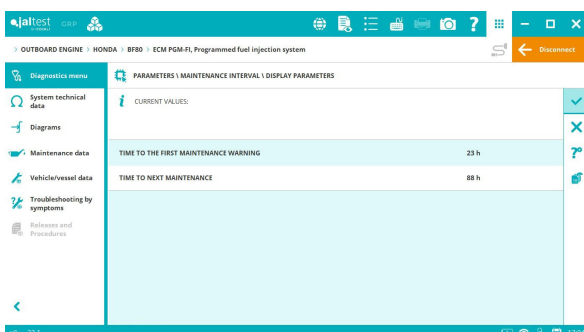 jaltest GRP
> OUTBOARD ENGINE > HONDA > BF80 > ECM PGM-FI, Programmed fuel injection system
Disconnect
Diagnostics menu
PARAMETERS \ MAINTENANCE INTERVAL \ DISPLAY PARAMETERS
System technical
data
i CURRENT VALUES:
Diagrams
Maintenance data
TIME TO THE FIRST MAINTENANCE WARNING 23 h
Vehicle/vessel data
TIME TO NEXT MAINTENANCE 88 h
Troubleshooting by
symptoms
Releases and
Procedures